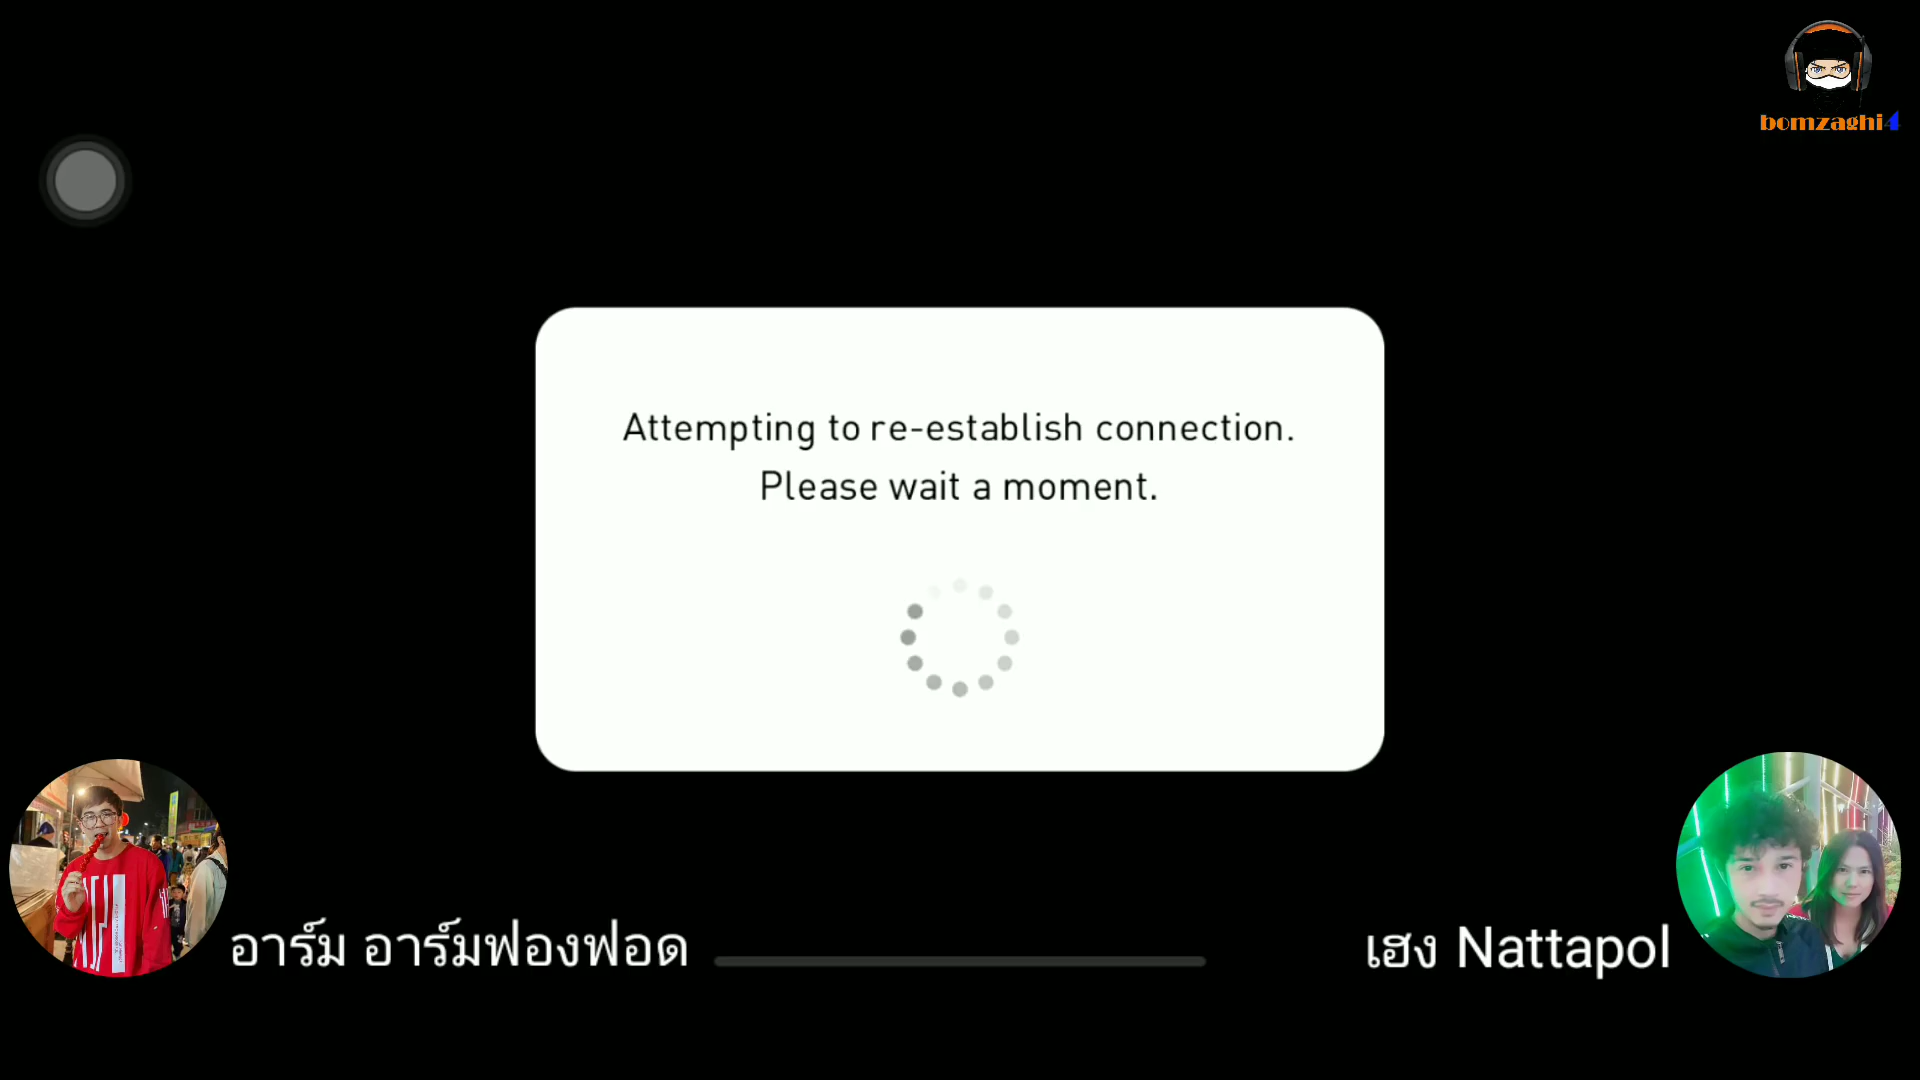 bomzaghi4
Attempting to re-establish connection.
Please wait a moment.
อาร์ม อาร์มฟองฟอด
เฮง Nattapol